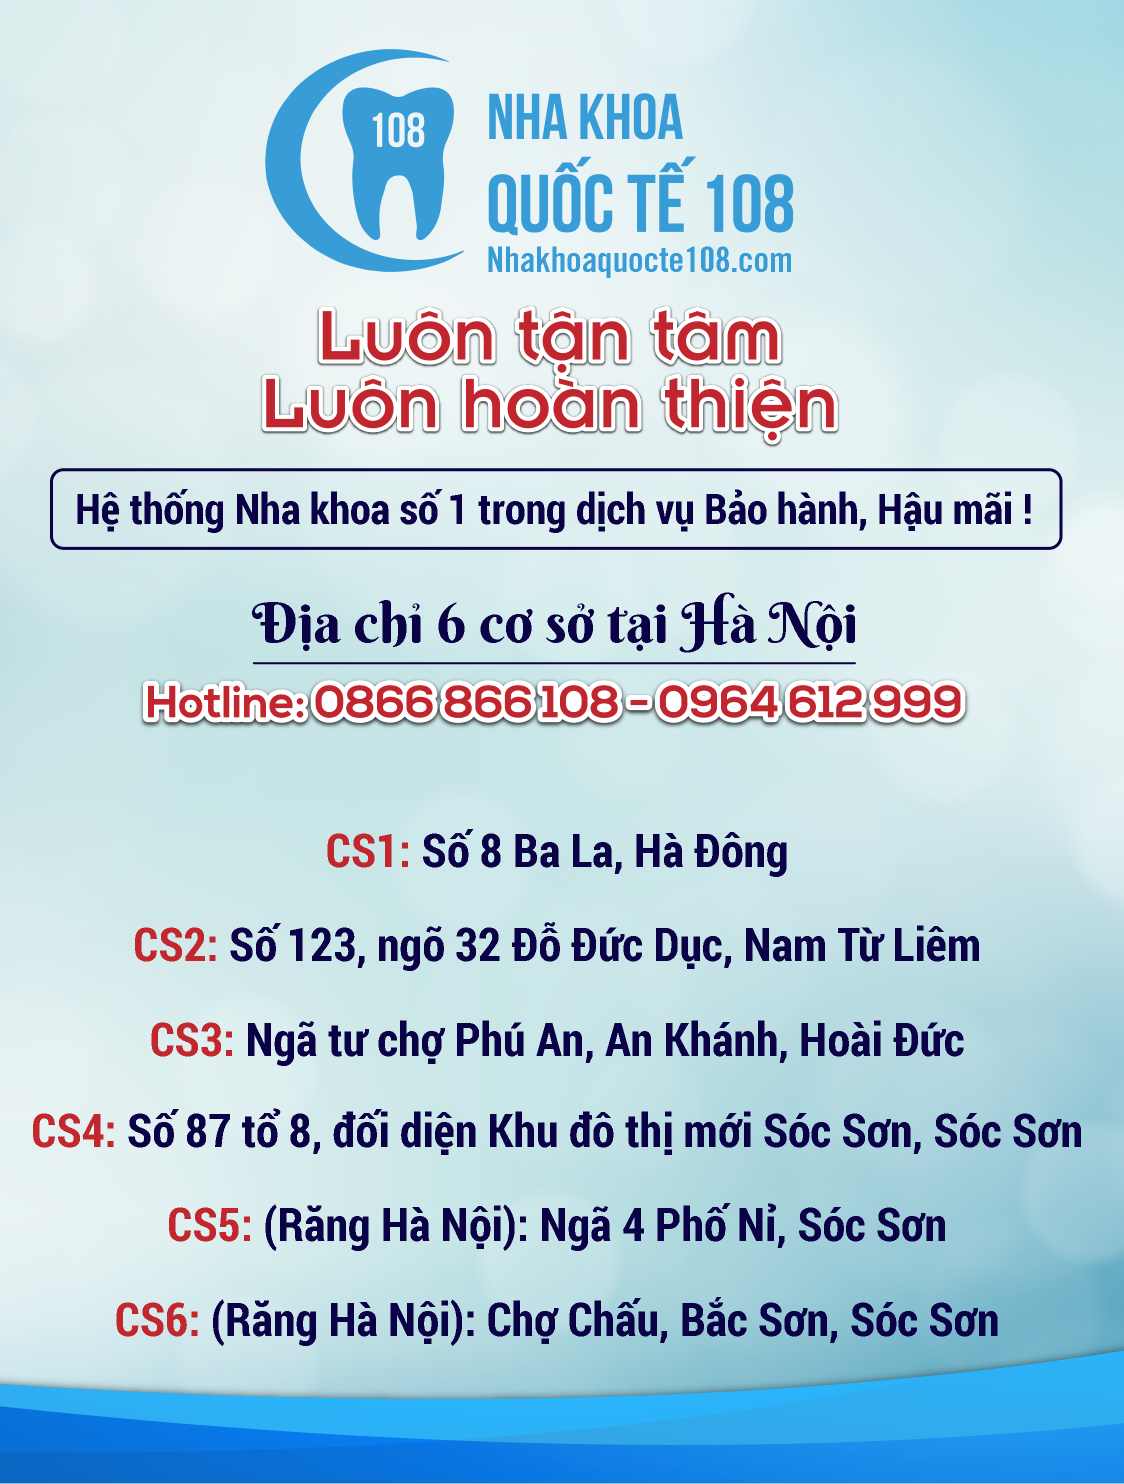 108
NHA KHOA
QUỐC TẾ 108
Nhakhoaquocte108.com
Luôn tận tâm
Luôn hoàn thiện
Hệ thống Nha khoa số 1 trong dịch vụ Bảo hành, Hậu mãi !
Địa chỉ 6 cơ sở tại Hà Nội
Hotline: 0866 866 108 - 0964 612 999
CS1: Số 8 Ba La, Hà Đông
CS2: Số 123, ngõ 32 Đỗ Đức Dục, Nam Từ Liêm
CS3: Ngã tư chợ Phú An, An Khánh, Hoài Đức
CS4: Số 87 tổ 8, đối diện Khu đô thị mới Sóc Sơn, Sóc Sơn
CS5: (Răng Hà Nội): Ngã 4 Phố Nỉ, Sóc Sơn
CS6: (Răng Hà Nội): Chợ Chấu, Bắc Sơn, Sóc Sơn